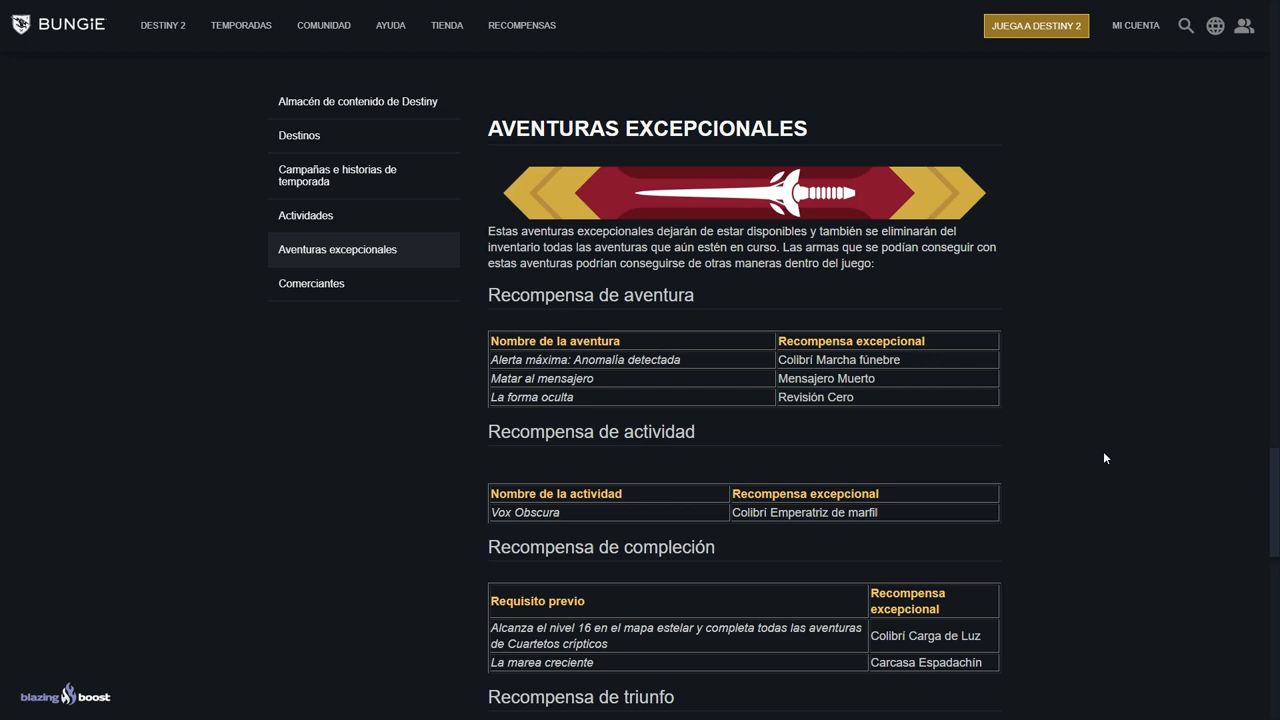 BUNGiE
DESTINY 2
TEMPORADAS
COMUNIDAD
AYUDA
TIENDA
RECOMPENSAS
JUEGA A DESTINY 2
MI CUENTA
Almacén de contenido de Destiny
Destinos
Campañas e historias de
temporada
Actividades
Aventuras excepcionales
Comerciantes
AVENTURAS EXCEPCIONALES
Estas aventuras excepcionales dejarán de estar disponibles y también se eliminarán del
inventario todas las aventuras que aún estén en curso. Las armas que se podían conseguir con
estas aventuras podrían conseguirse de otras maneras dentro del juego:
Recompensa de aventura
Nombre de la aventura Recompensa excepcional
Alerta máxima: Anomalía detectada Colibrí Marcha fúnebre
Matar al mensajero Mensajero Muerto
La forma oculta Revisión Cero
Recompensa de actividad
Nombre de la actividad Recompensa excepcional
Vox Obscura Colibrí Emperatriz de marfil
Recompensa de compleción
Requisito previo Recompensa
excepcional
Alcanza el nivel 16 en el mapa estelar y completa todas las aventuras
de Cuartetos crípticos Colibrí Carga de Luz
La marea creciente Carcasa Espadachín
Recompensa de triunfo
blazing boost